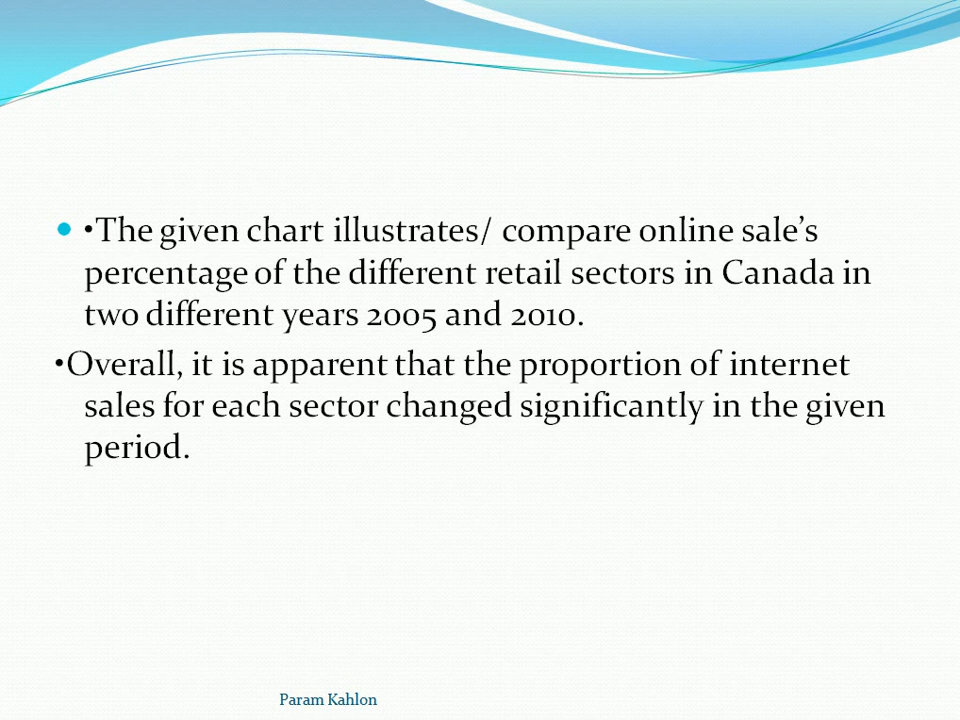 •The given chart illustrates/ compare online sale’s
percentage of the different retail sectors in Canada in
two different years 2005 and 2010.
•Overall, it is apparent that the proportion of internet
sales for each sector changed significantly in the given
period.
Param Kahlon